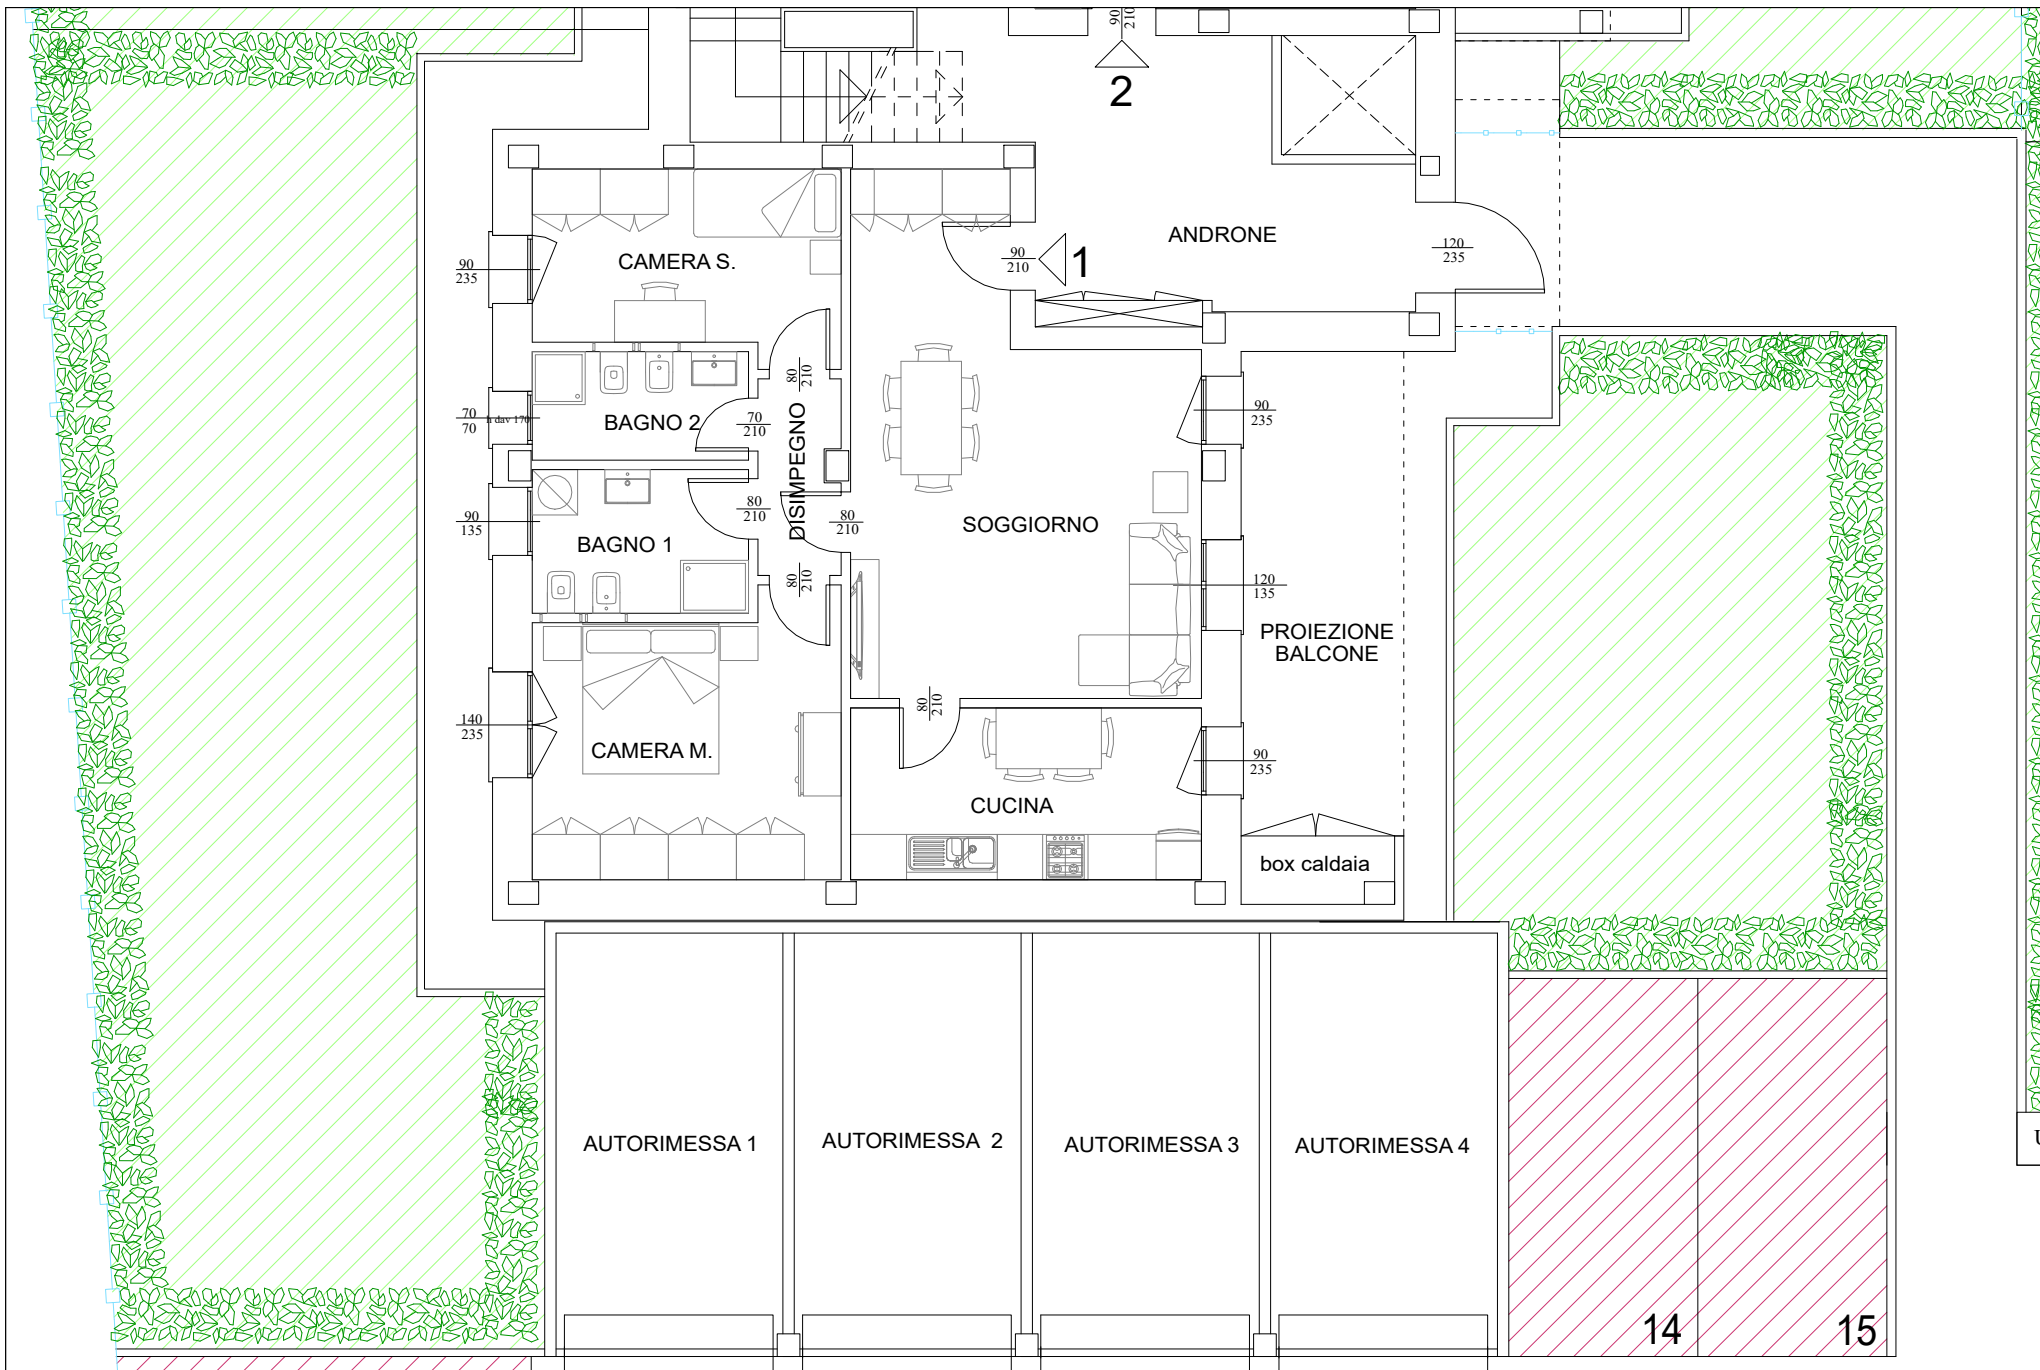 90
210
2
ANDRONE
120
235
90
210
1
CAMERA S.
90
235
80
210
BAGNO 2
70
210
70
70
h dav 170
DISIMPEGNO
90
235
90
135
BAGNO 1
80
210
80
210
80
210
SOGGIORNO
120
135
PROIEZIONE
BALCONE
140
235
CAMERA M.
80
210
90
235
CUCINA
box caldaia
AUTORIMESSA 1
AUTORIMESSA 2
AUTORIMESSA 3
AUTORIMESSA 4
14
15